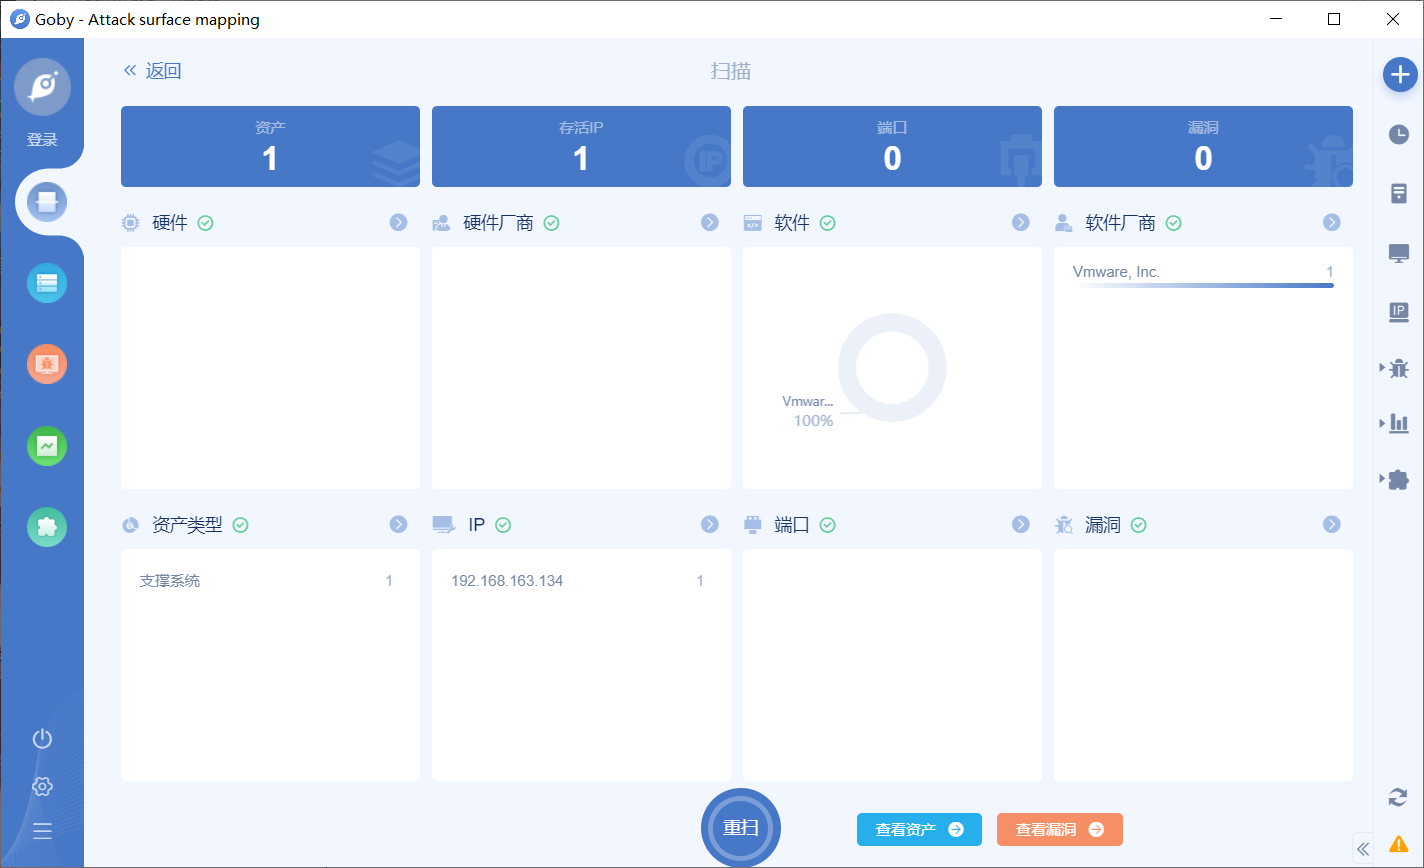 Goby - Attack surface mapping
返回
扫描
登录
资产
1
存活IP
1
端口
0
漏洞
0
硬件
硬件厂商
软件
软件厂商
Vmwar...
100%
Vmware, Inc. 1
资产类型
IP
端口
漏洞
支撑系统 1
192.168.163.134 1
重扫
查看资产
查看漏洞
IP
IP